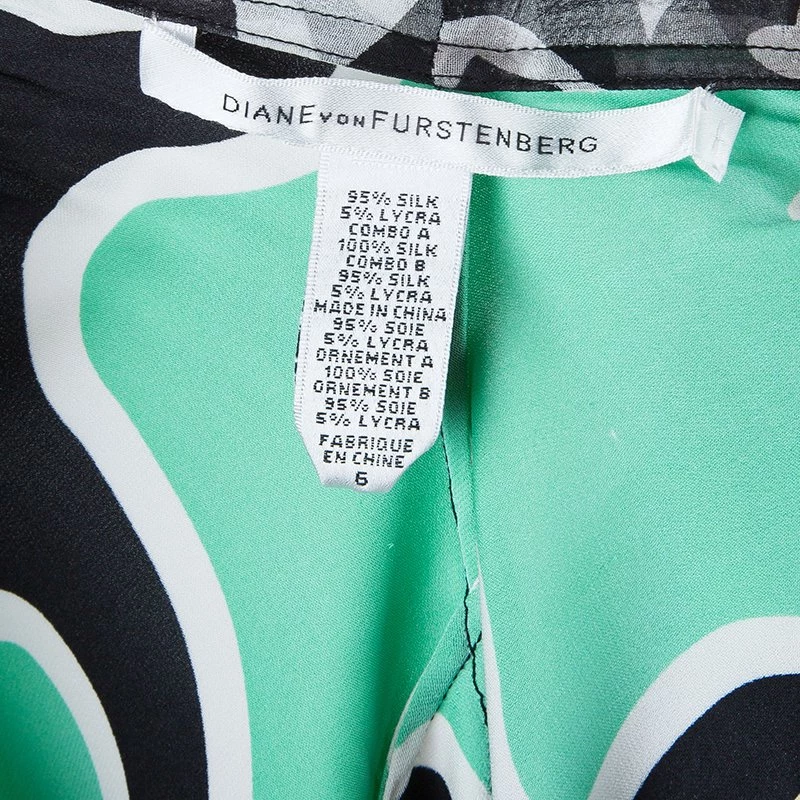 DIANE VON FURSTENBERG
95% SILK
5% LYCRA
COMBO A
100% SILK
COMBO B
95% SILK
5% LYCRA
MADE IN CHINA
95% SOIE
5% LYCRA
ORNEMENT A
100% SOIE
ORNEMENT B
95% SOIE
5% LYCRA
FABRIQUE
EN CHINE
6